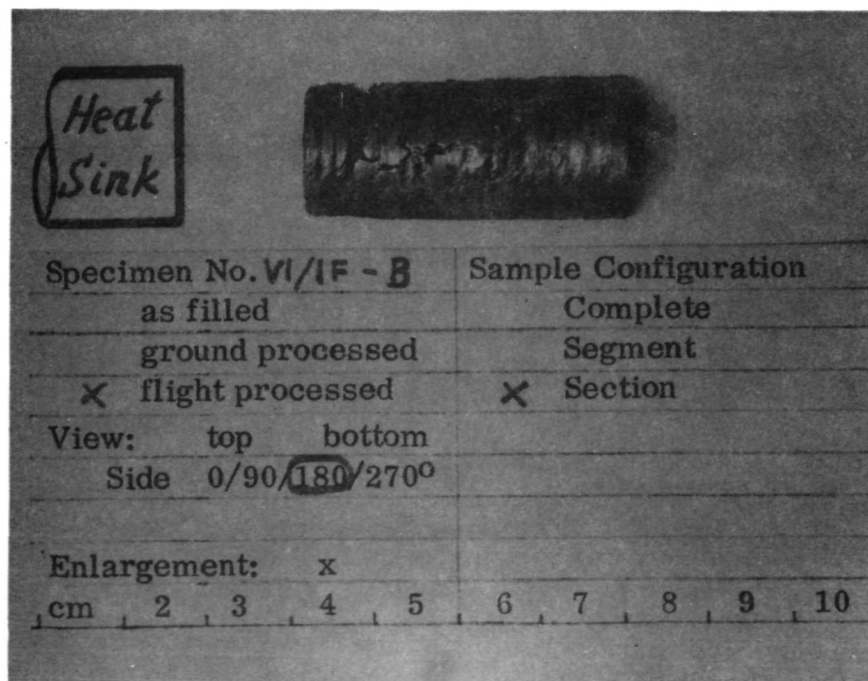 Heat
Sink
Specimen No. VI/IF - B
as filled
ground processed
x flight processed
View: top bottom
Side 0/90/180/270º
Enlargement: x
Sample Configuration
Complete
Segment
x Section
cm 2 3 4 5 6 7 8 9 10